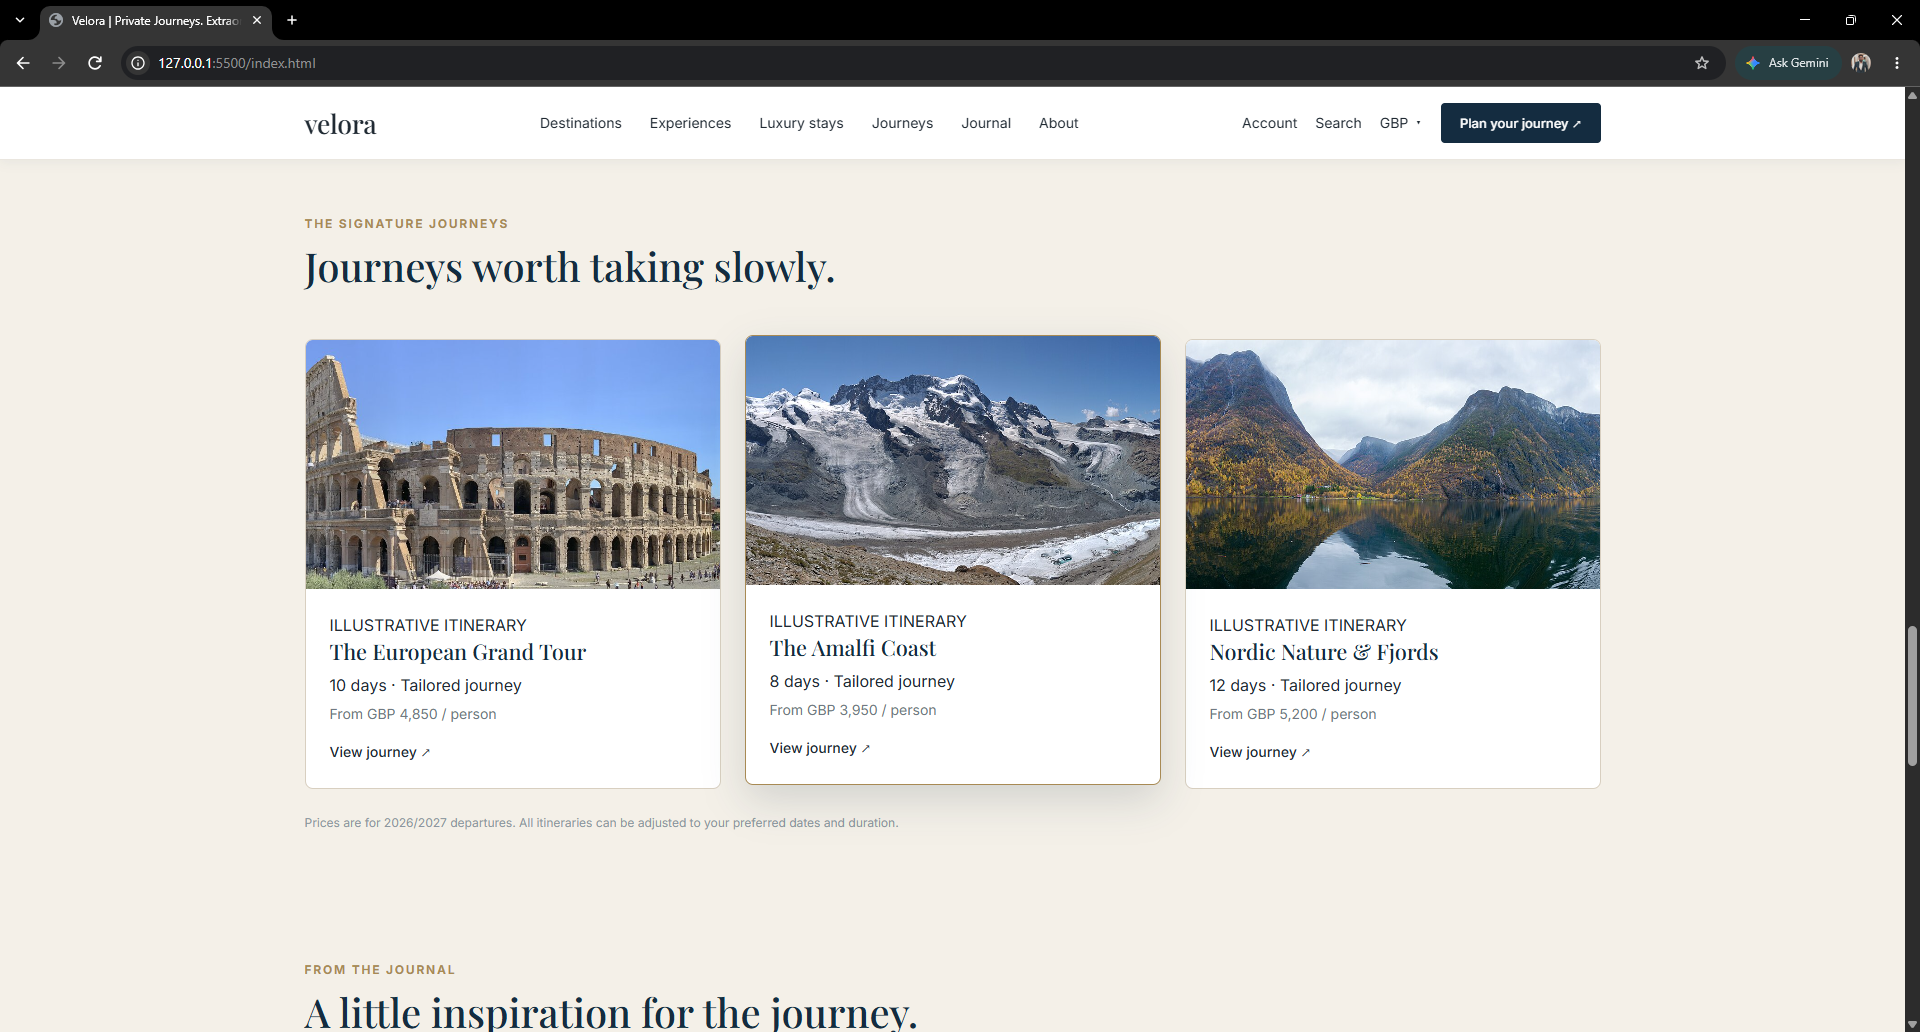 Velora | Private Journeys. Extrao
127.0.0.1:5500/index.html
Ask Gemini
velora
Destinations
Experiences
Luxury stays
Journeys
Journal
About
Account
Search
GBP
Plan your journey ↗
THE SIGNATURE JOURNEYS
Journeys worth taking slowly.
ILLUSTRATIVE ITINERARY
The European Grand Tour
10 days · Tailored journey
From GBP 4,850 / person
View journey ↗
ILLUSTRATIVE ITINERARY
The Amalfi Coast
8 days · Tailored journey
From GBP 3,950 / person
View journey ↗
ILLUSTRATIVE ITINERARY
Nordic Nature & Fjords
12 days · Tailored journey
From GBP 5,200 / person
View journey ↗
Prices are for 2026/2027 departures. All itineraries can be adjusted to your preferred dates and duration.
FROM THE JOURNAL
A little inspiration for the journey.